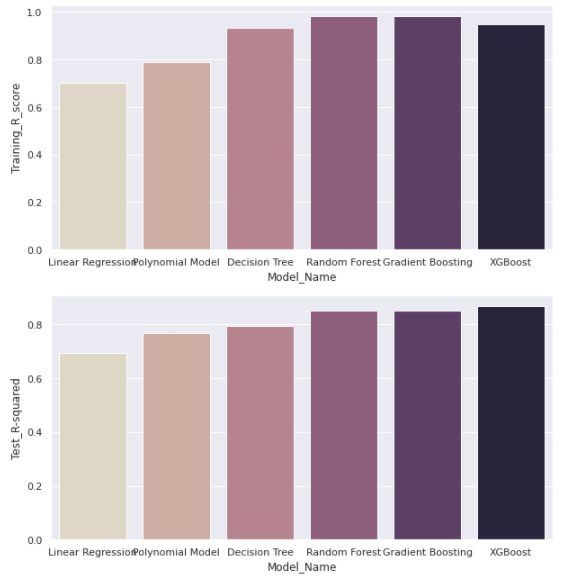 1.0
0.8
0.6
0.4
0.2
0.0
Training_R_score
Linear Regression Polynomial Model Decision Tree Random Forest Gradient Boosting XGBoost
Model_Name
0.8
0.6
0.4
0.2
0.0
Test_R-squared
Linear Regression Polynomial Model Decision Tree Random Forest Gradient Boosting XGBoost
Model_Name